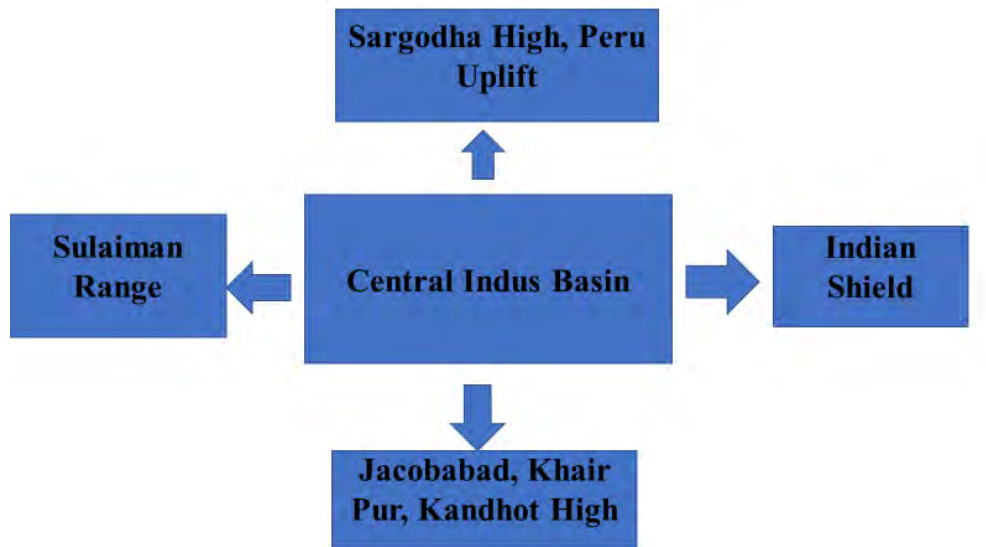 Sargodha High, Peru
Uplift
Sulaiman
Range
Central Indus Basin
Indian
Shield
Jacobabad, Khair
Pur, Kandhot High